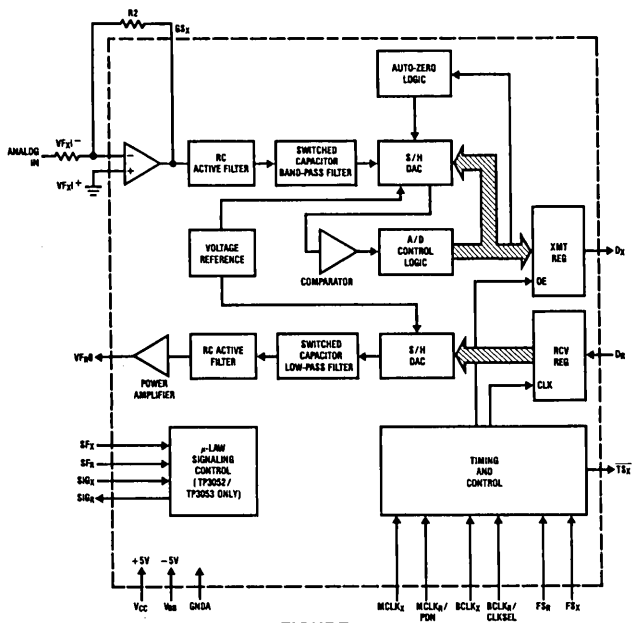 R2
GSX
AUTO-ZERO
LOGIC
ANALOG
IN
VFXI−
VFXI+
−
+
RC
ACTIVE FILTER
SWITCHED
CAPACITOR
BAND-PASS FILTER
S/H
DAC
VOLTAGE
REFERENCE
COMPARATOR
A/D
CONTROL
LOGIC
XMT
REG
OE
DX
VFRO
POWER
AMPLIFIER
RC ACTIVE
FILTER
SWITCHED
CAPACITOR
LOW-PASS FILTER
S/H
DAC
RCV
REG
CLK
DR
SFX
SFR
SIGX
SIGR
μ-LAW
SIGNALING
CONTROL
(TP3052/
TP3053 ONLY)
TIMING
AND
CONTROL
TSX
+5V
−5V
VCC
VBB
GNDA
MCLKX
MCLKR/
PDN
BCLKX
BCLKR/
CLKSEL
FSR
FSX